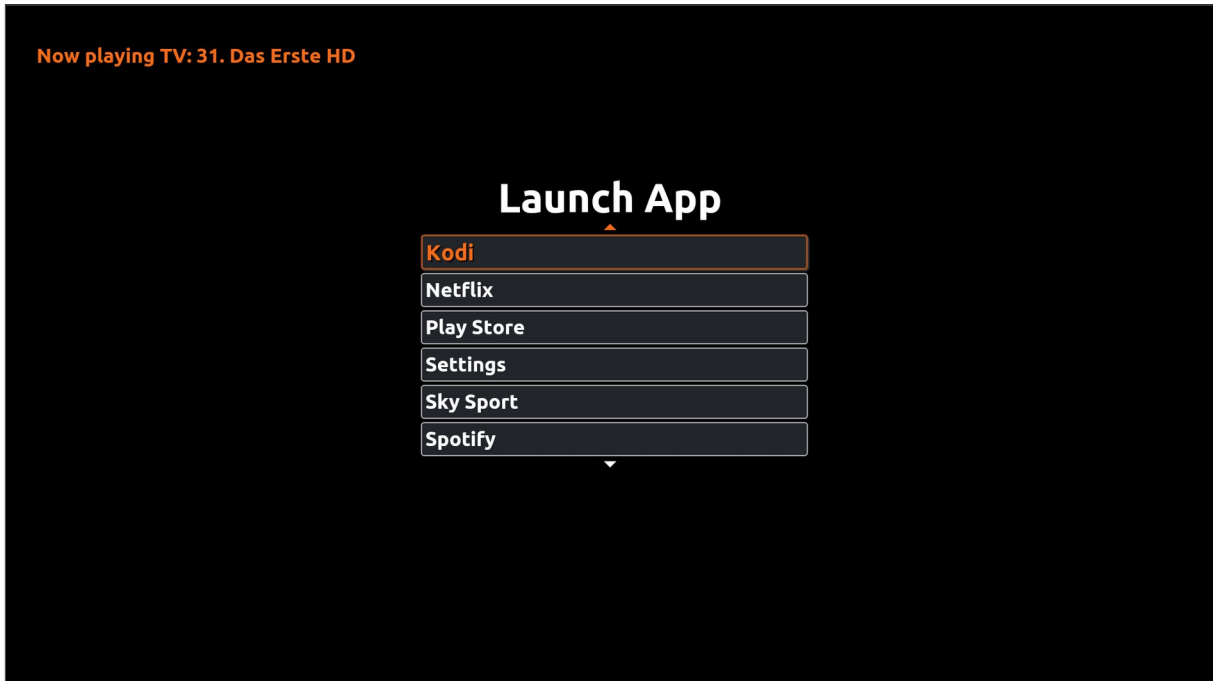 Now playing TV: 31. Das Erste HD
Launch App
Kodi
Netflix
Play Store
Settings
Sky Sport
Spotify